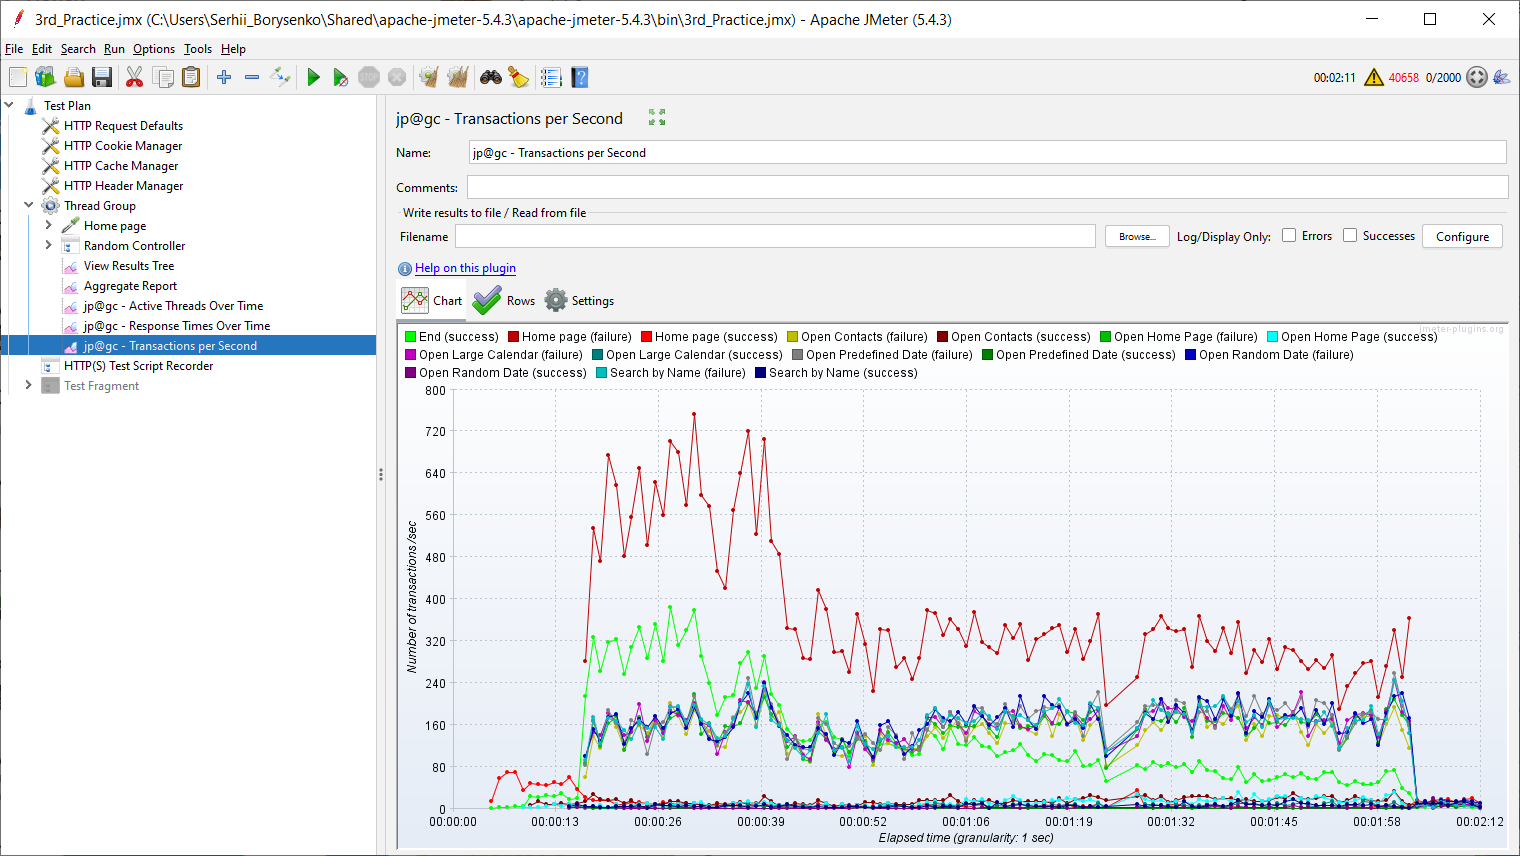 3rd_Practice.jmx (C:\Users\Serhii_Borysenko\Shared\apache-jmeter-5.4.3\apache-jmeter-5.4.3\bin\3rd_Practice.jmx) - Apache JMeter (5.4.3)
File Edit Search Run Options Tools Help
STOP 00:02:11 40658 0/2000
Test Plan
HTTP Request Defaults
HTTP Cookie Manager
HTTP Cache Manager
HTTP Header Manager
Thread Group
Home page
Random Controller
View Results Tree
Aggregate Report
jp@gc - Active Threads Over Time
jp@gc - Response Times Over Time
jp@gc - Transactions per Second
HTTP(S) Test Script Recorder
Test Fragment
jp@gc - Transactions per Second
Name: jp@gc - Transactions per Second
Comments:
Write results to file / Read from file
Filename Browse... Log/Display Only: Errors Successes Configure
Help on this plugin
Chart Rows Settings
jmeter-plugins.org
End (success) Home page (failure) Home page (success) Open Contacts (failure) Open Contacts (success) Open Home Page (failure) Open Home Page (success)
Open Large Calendar (failure) Open Large Calendar (success) Open Predefined Date (failure) Open Predefined Date (success) Open Random Date (failure)
Open Random Date (success) Search by Name (failure) Search by Name (success)
800
720
640
560
480
400
320
240
160
80
0
Number of transactions /sec
00:00:00 00:00:13 00:00:26 00:00:39 00:00:52 00:01:06 00:01:19 00:01:32 00:01:45 00:01:58 00:02:12
Elapsed time (granularity: 1 sec)